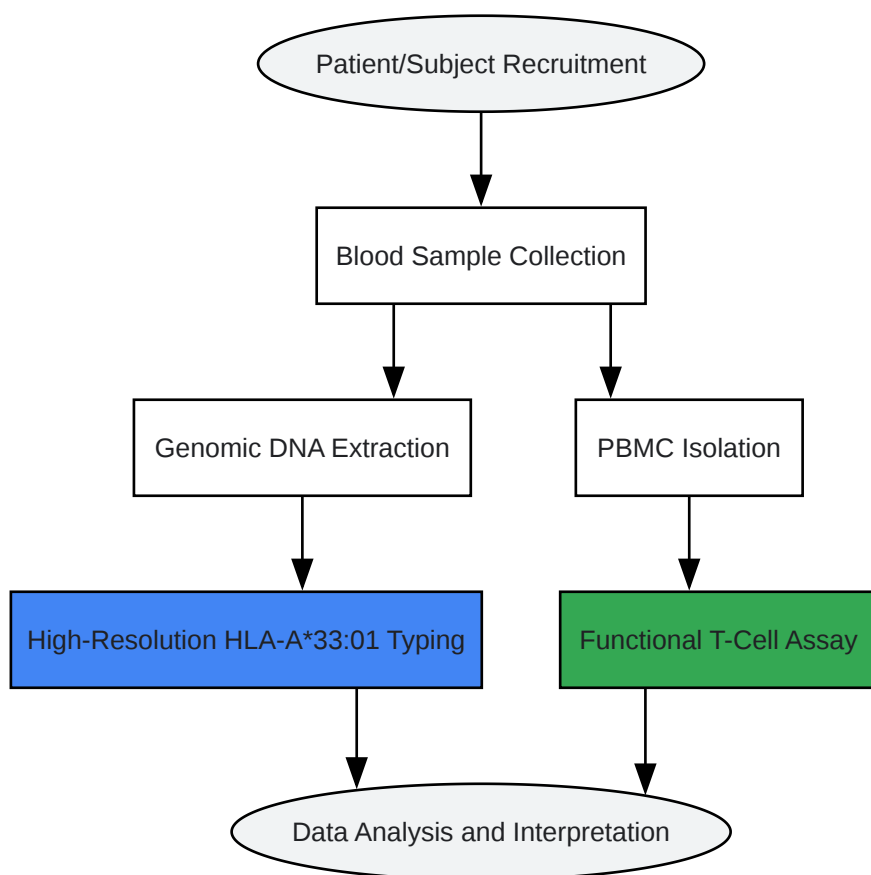 Patient/Subject Recruitment
Blood Sample Collection
Genomic DNA Extraction
PBMC Isolation
High-Resolution HLA-A*33:01 Typing
Functional T-Cell Assay
Data Analysis and Interpretation